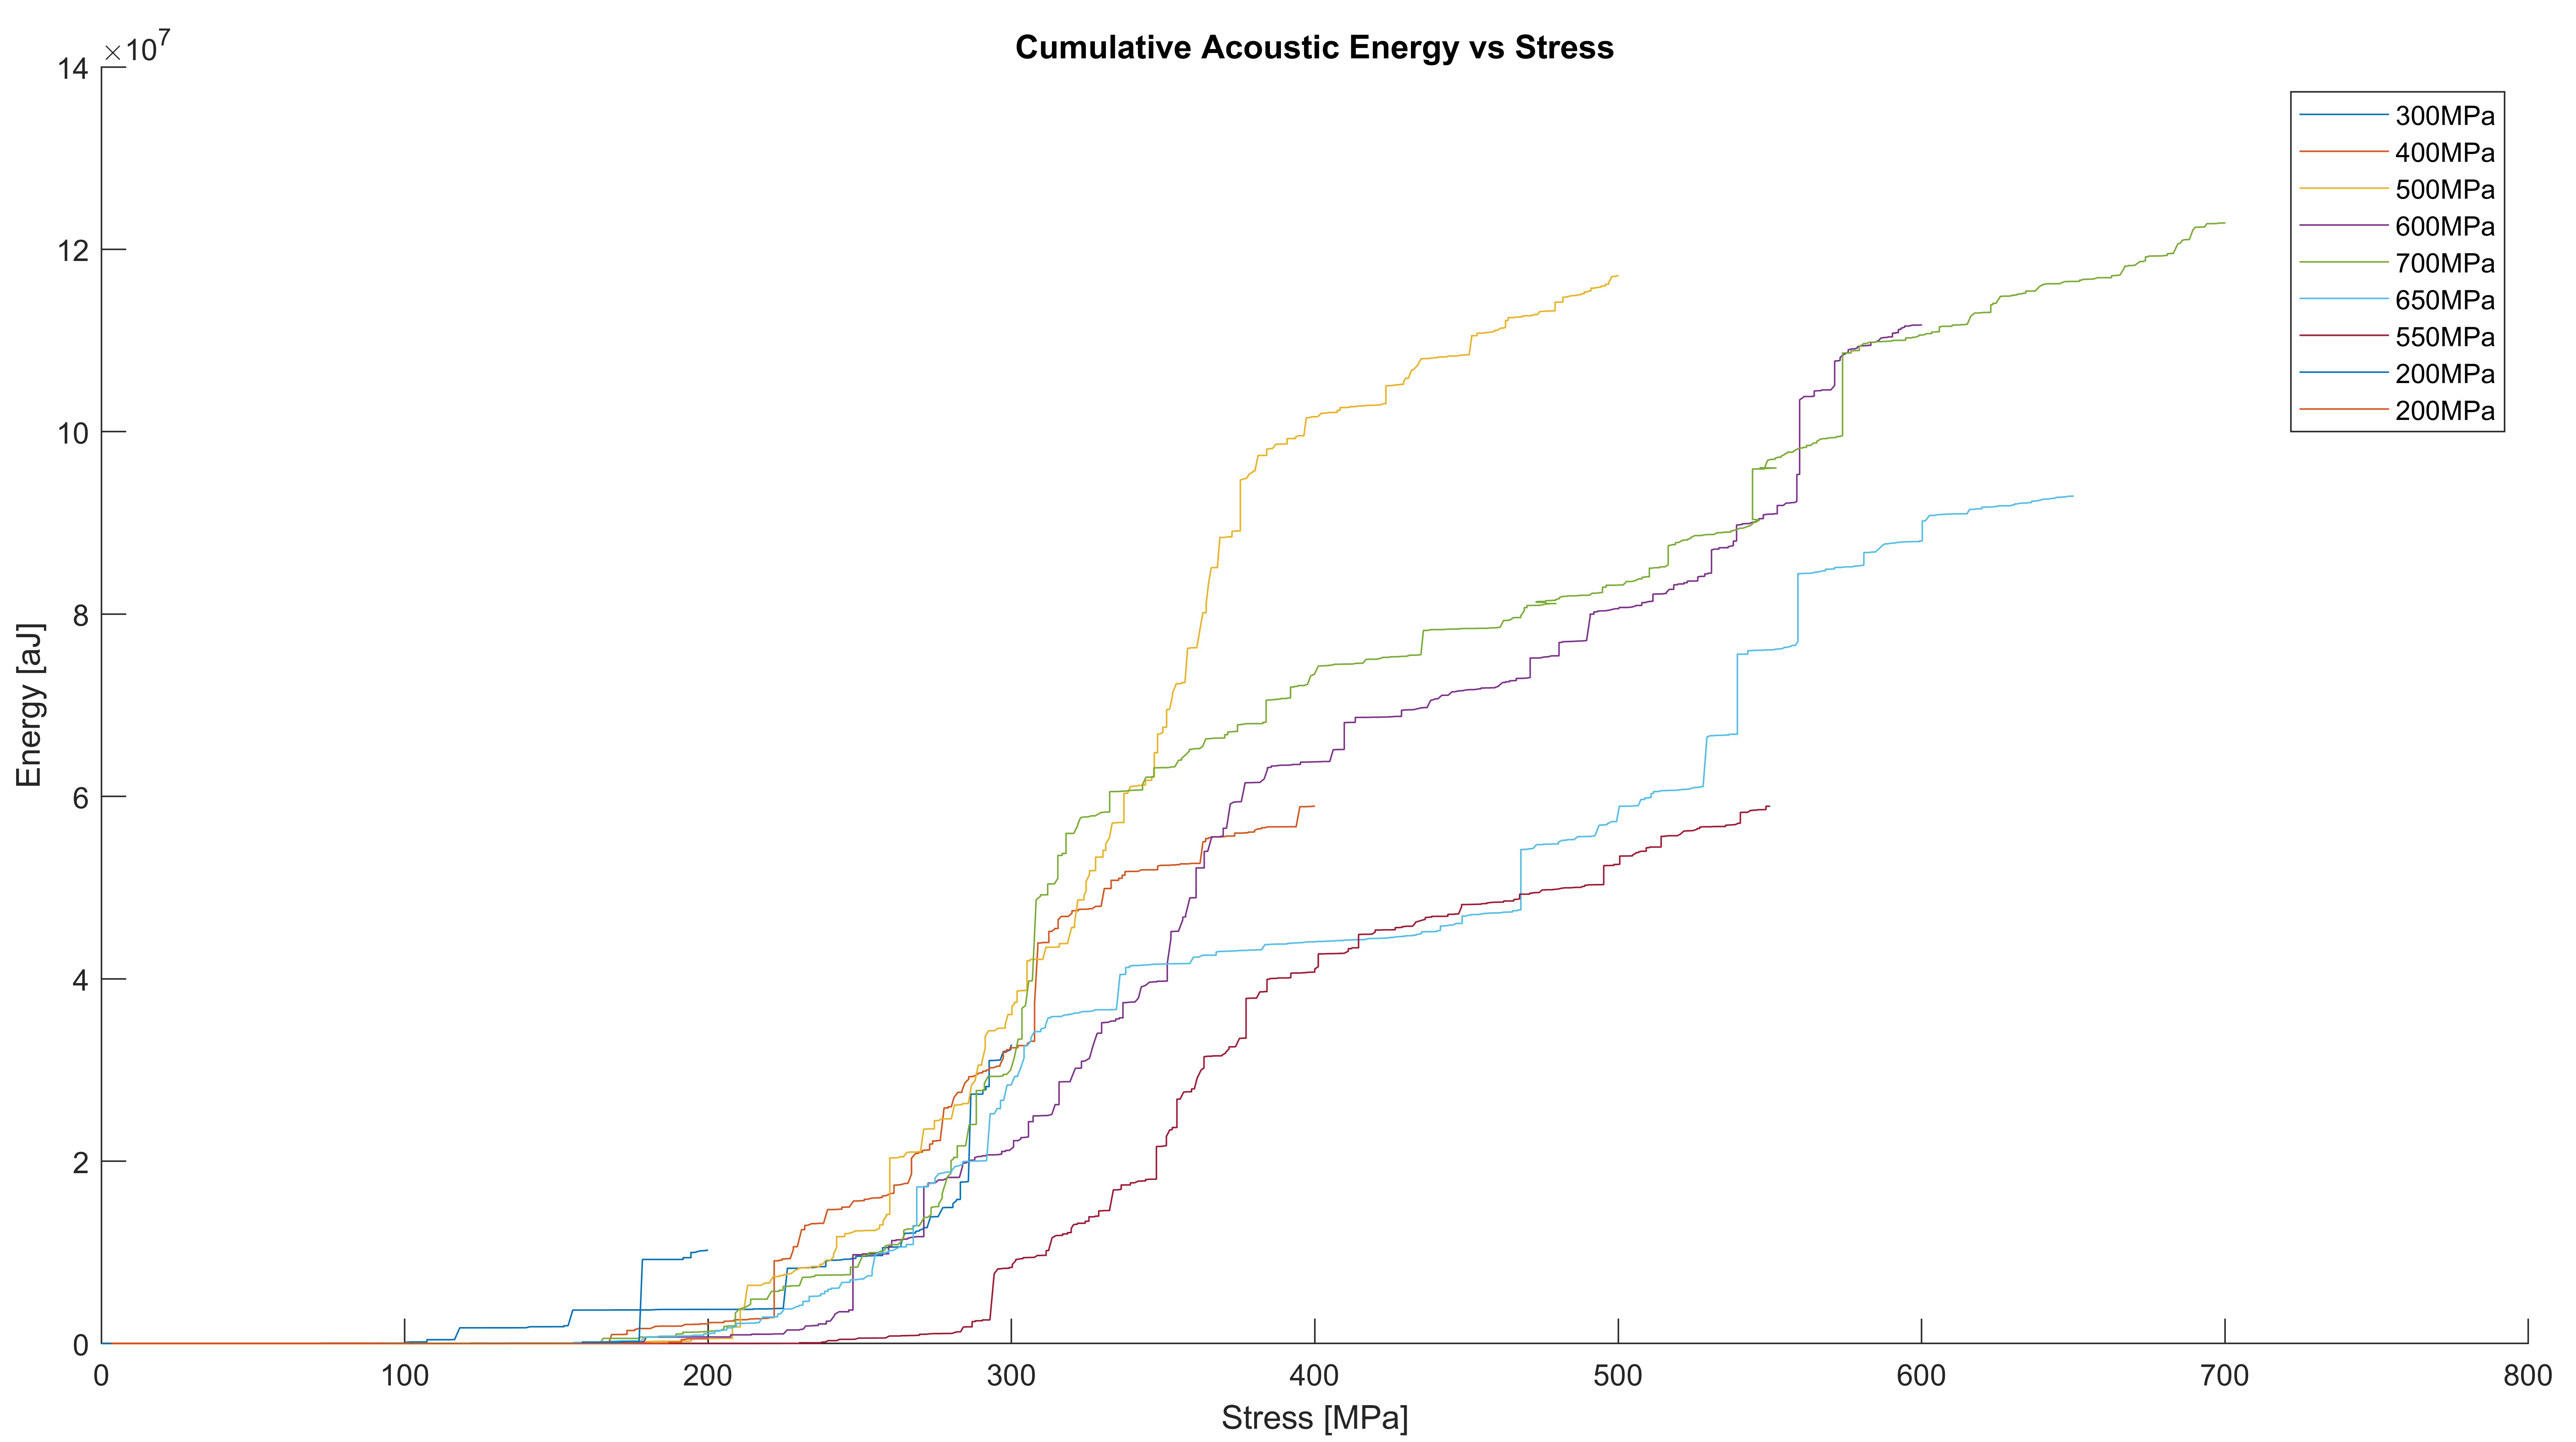 Cumulative Acoustic Energy vs Stress
×10⁷
14
12
10
8
6
4
2
0
Energy [aJ]
0 100 200 300 400 500 600 700 800
Stress [MPa]
300MPa
400MPa
500MPa
600MPa
700MPa
650MPa
550MPa
200MPa
200MPa